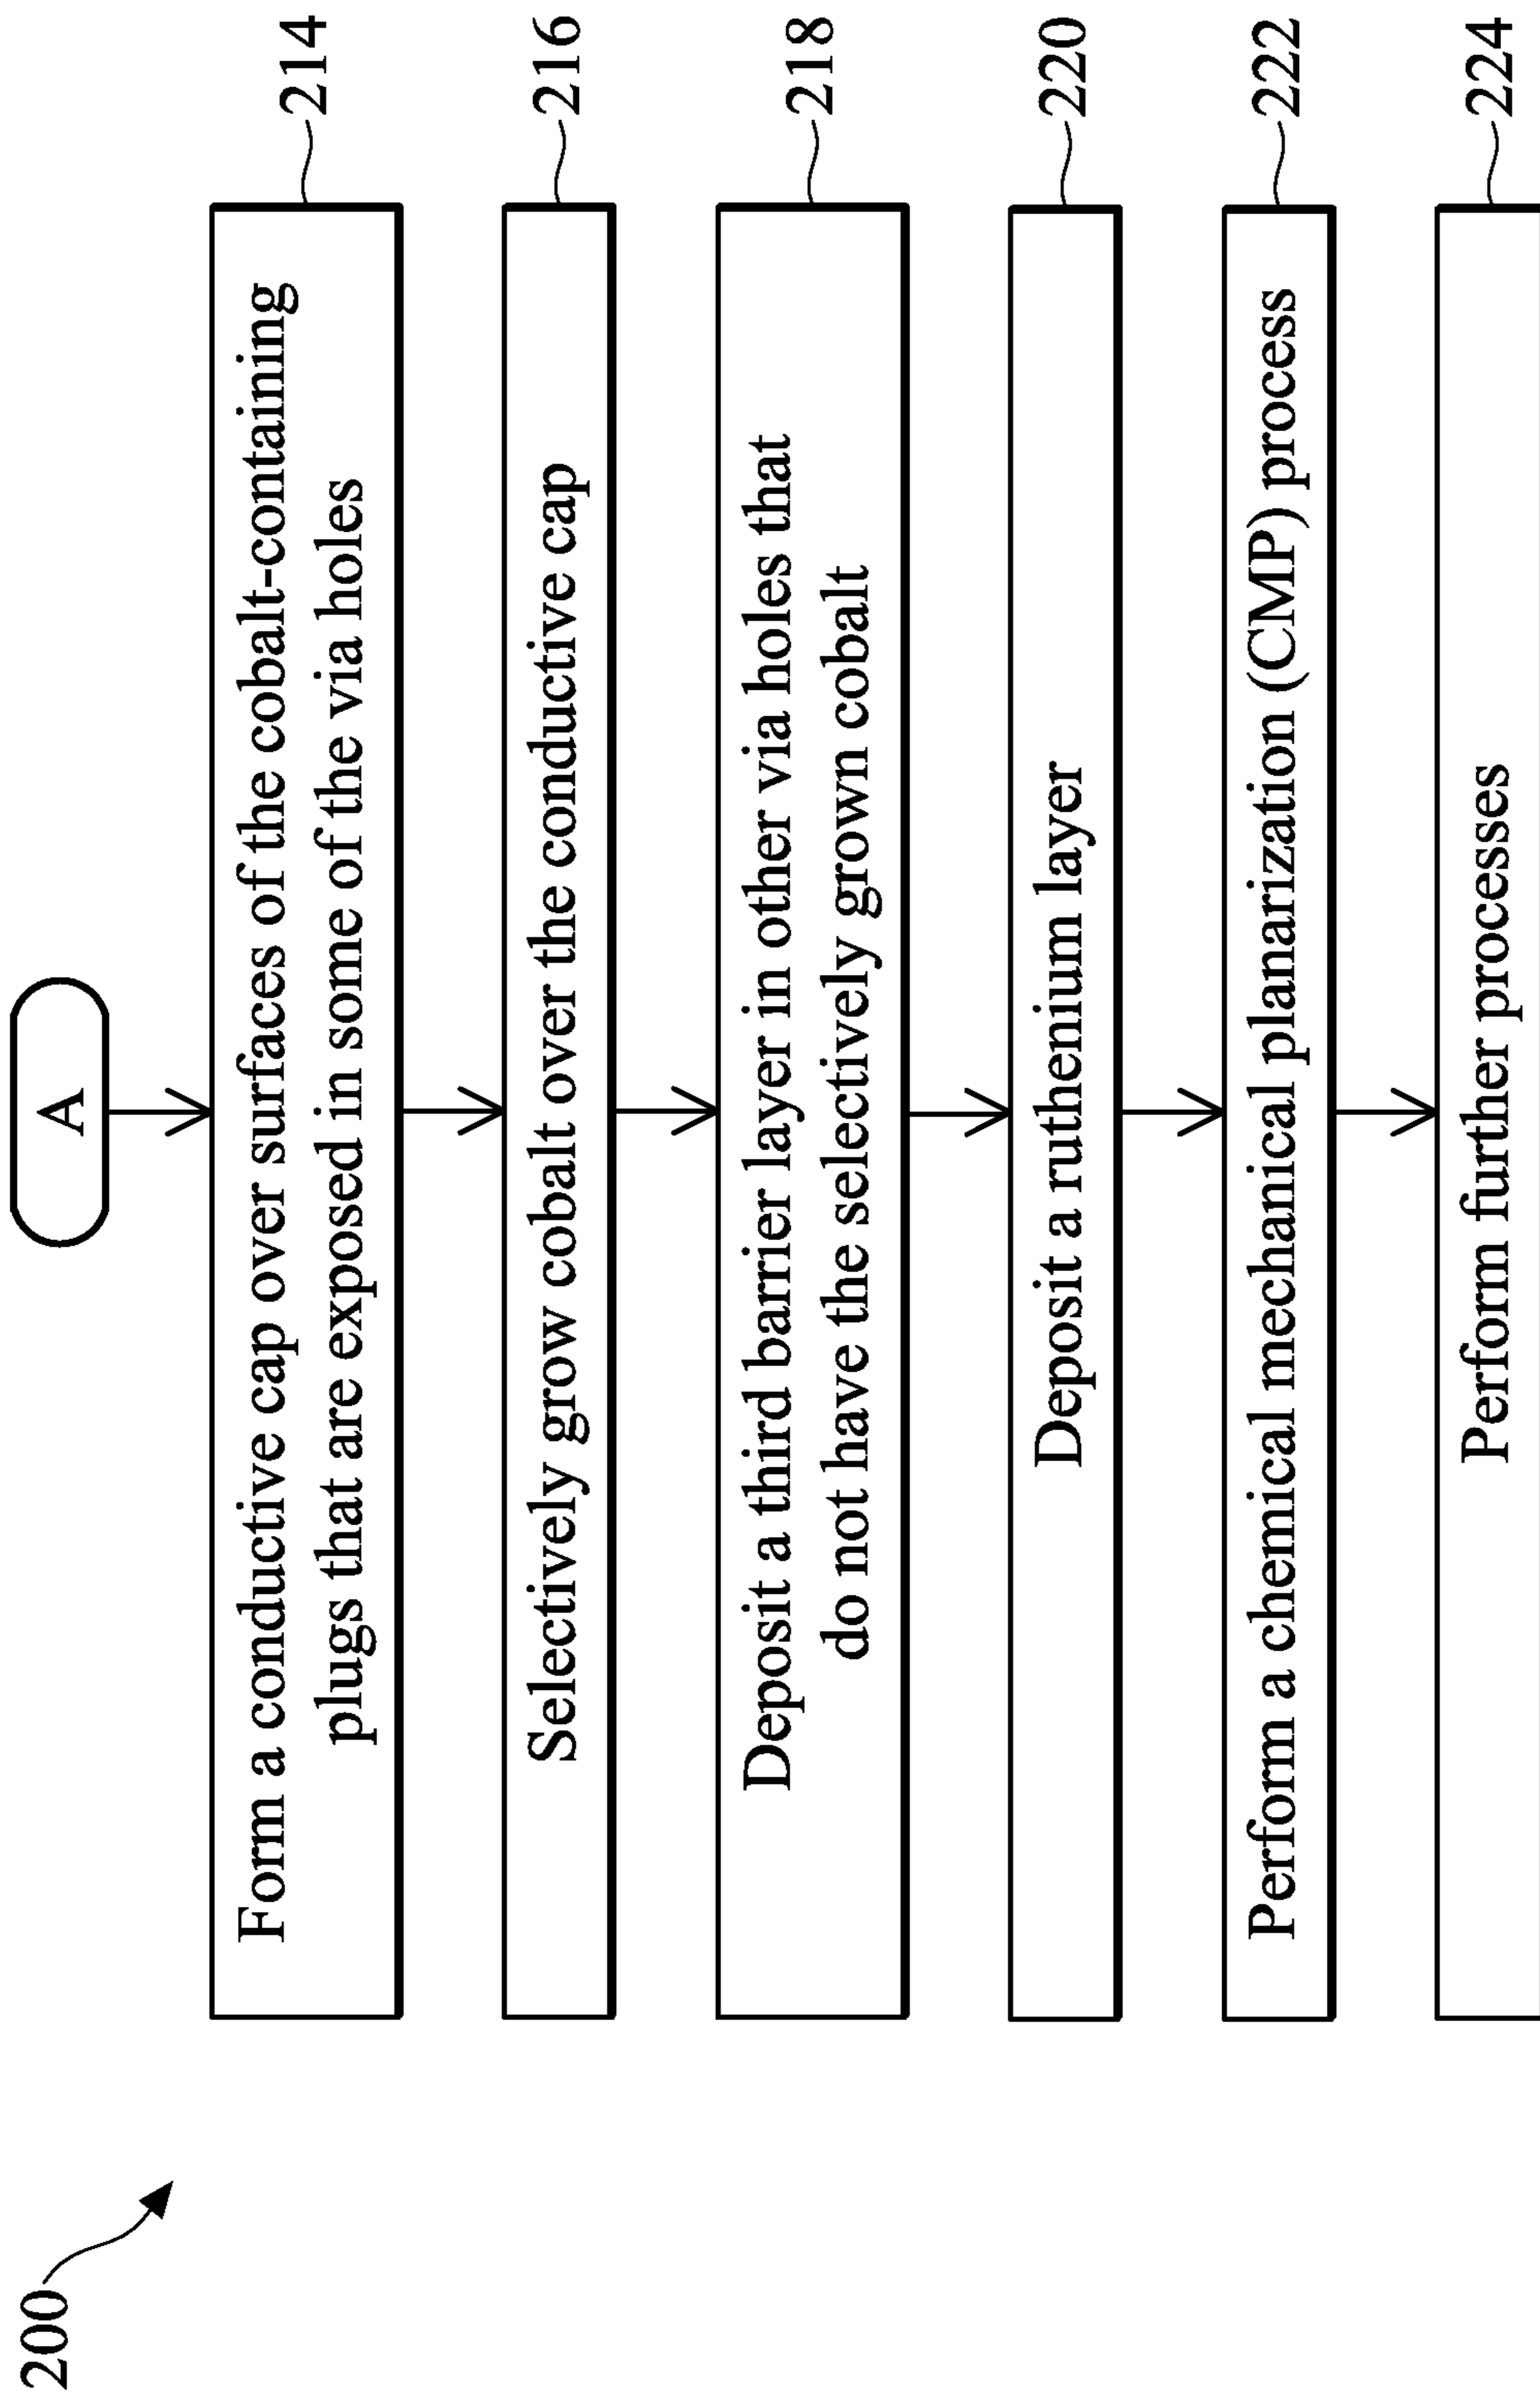 200
A
Form a conductive cap over surfaces of the cobalt-containing
plugs that are exposed in some of the via holes
214
Selectively grow cobalt over the conductive cap
216
Deposit a third barrier layer in other via holes that
do not have the selectively grown cobalt
218
Deposit a ruthenium layer
220
Perform a chemical mechanical planarization (CMP) process
222
Perform further processes
224